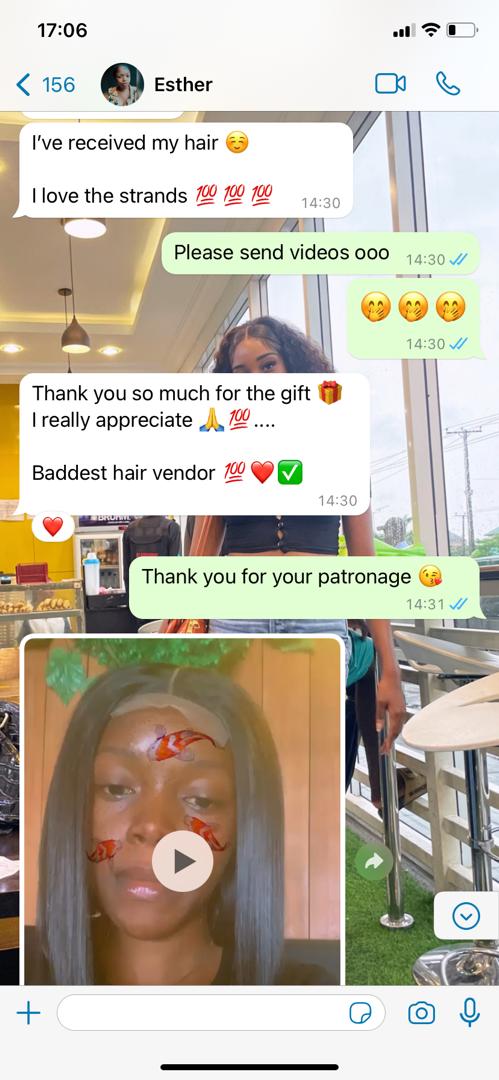 17:06
156
Esther
I've received my hair ☺️
I love the strands 💯 💯 💯
14:30
Please send videos ooo
14:30
🤭 🤭 🤭
14:30
Thank you so much for the gift 🎁
I really appreciate 🙏💯....
Baddest hair vendor 💯❤️✅
14:30
❤️
Thank you for your patronage 😘
14:31